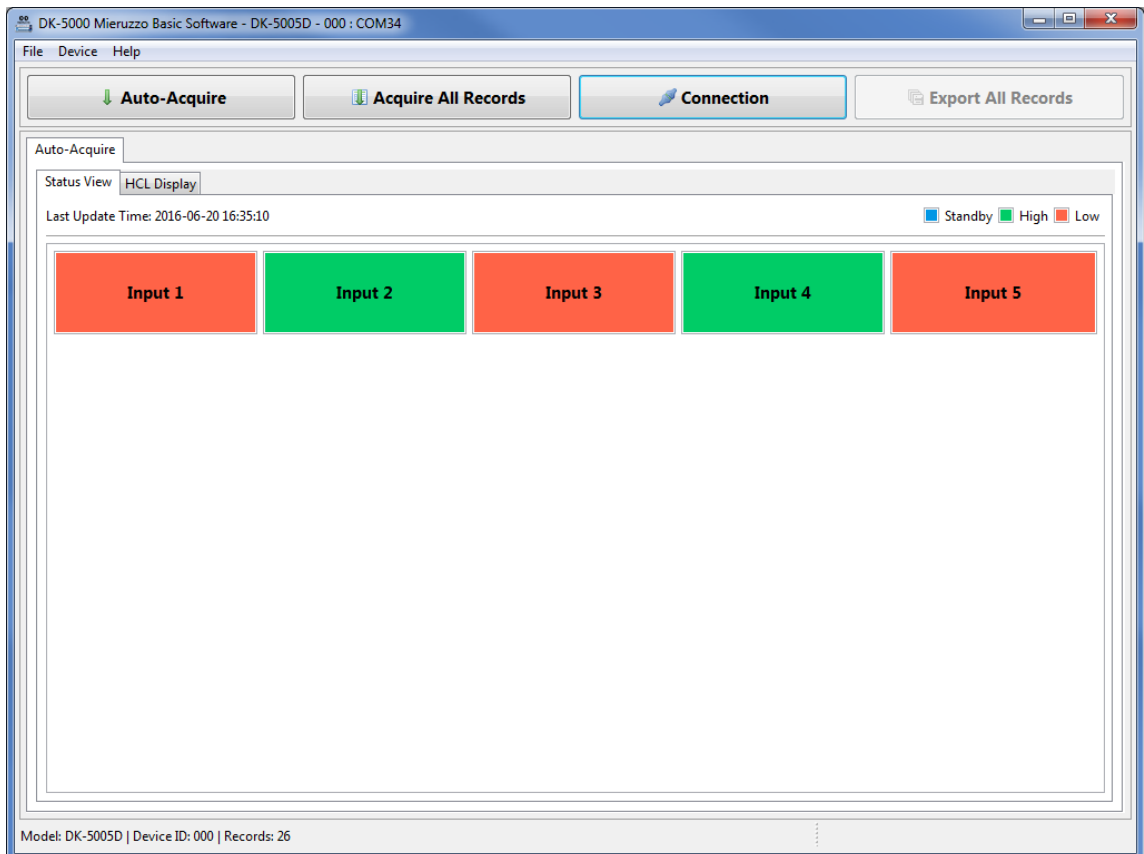 DK-5000 Mieruzzo Basic Software - DK-5005D - 000 : COM34
File Device Help
Auto-Acquire Acquire All Records Connection Export All Records
Auto-Acquire
Status View HCL Display
Last Update Time: 2016-06-20 16:35:10 Standby High Low
Input 1 Input 2 Input 3 Input 4 Input 5
Model: DK-5005D | Device ID: 000 | Records: 26